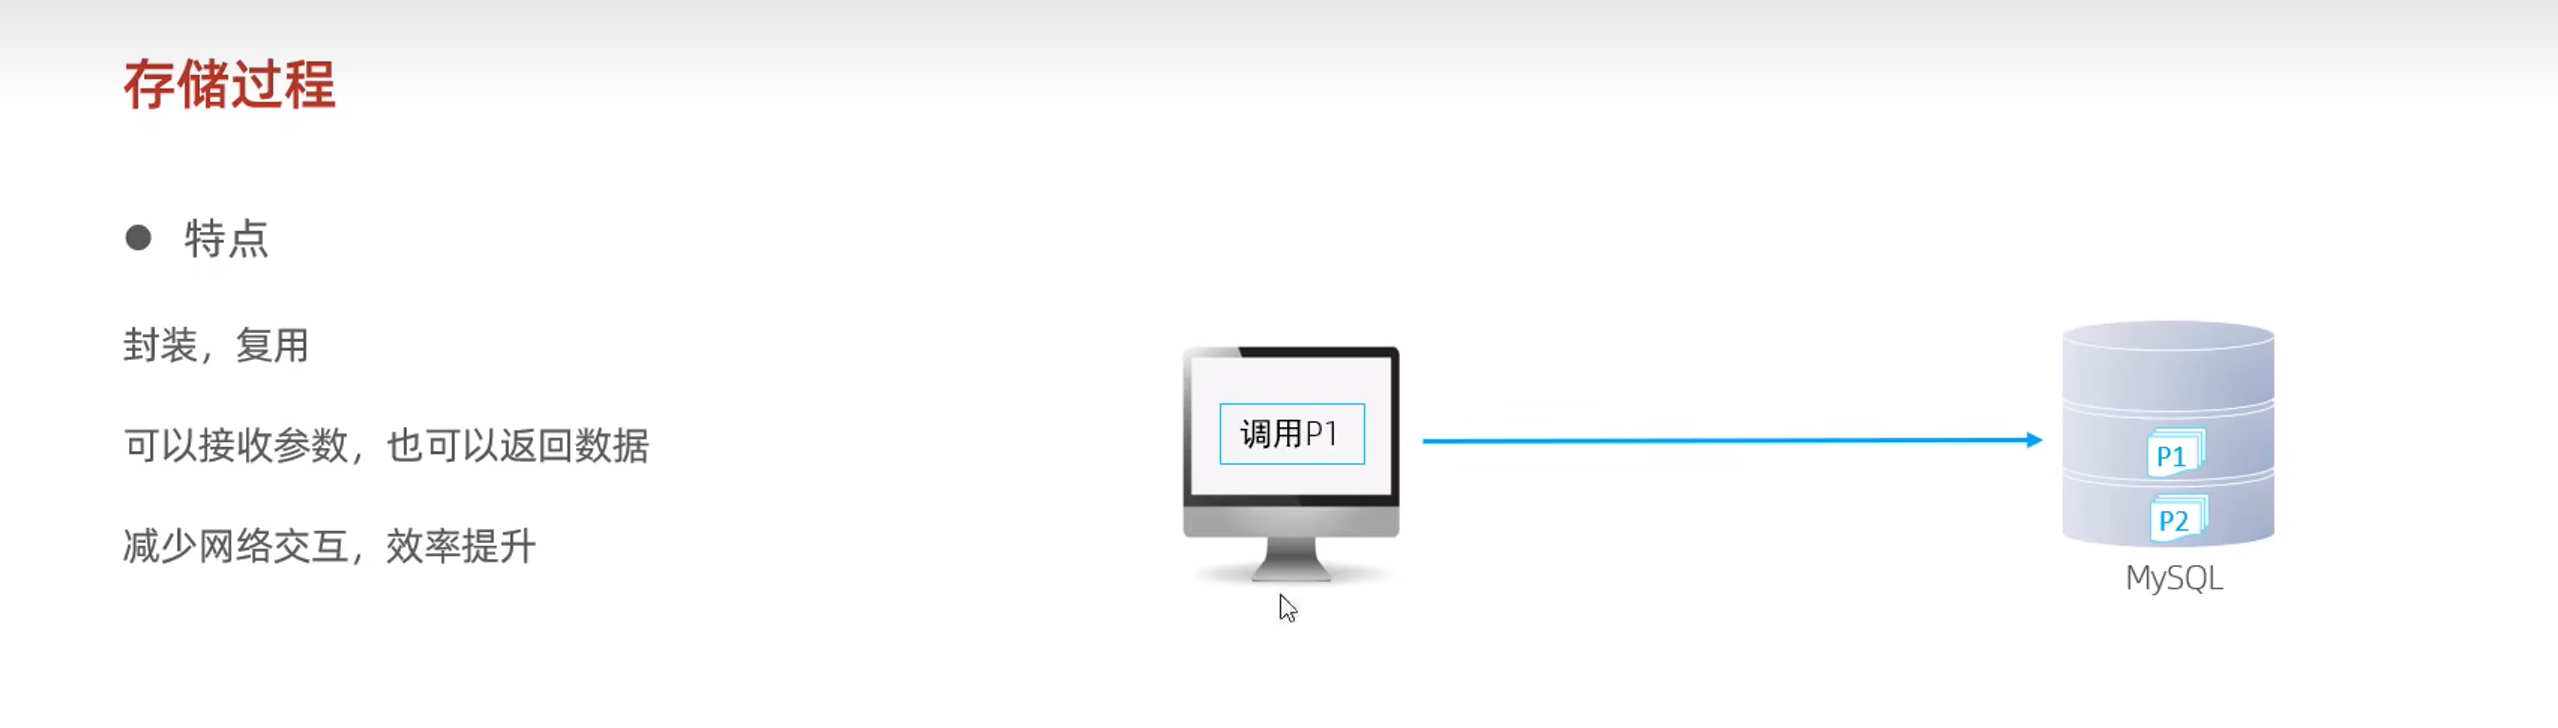 存储过程
● 特点
封装，复用
可以接收参数，也可以返回数据
减少网络交互，效率提升
调用P1
P1
P2
MySQL